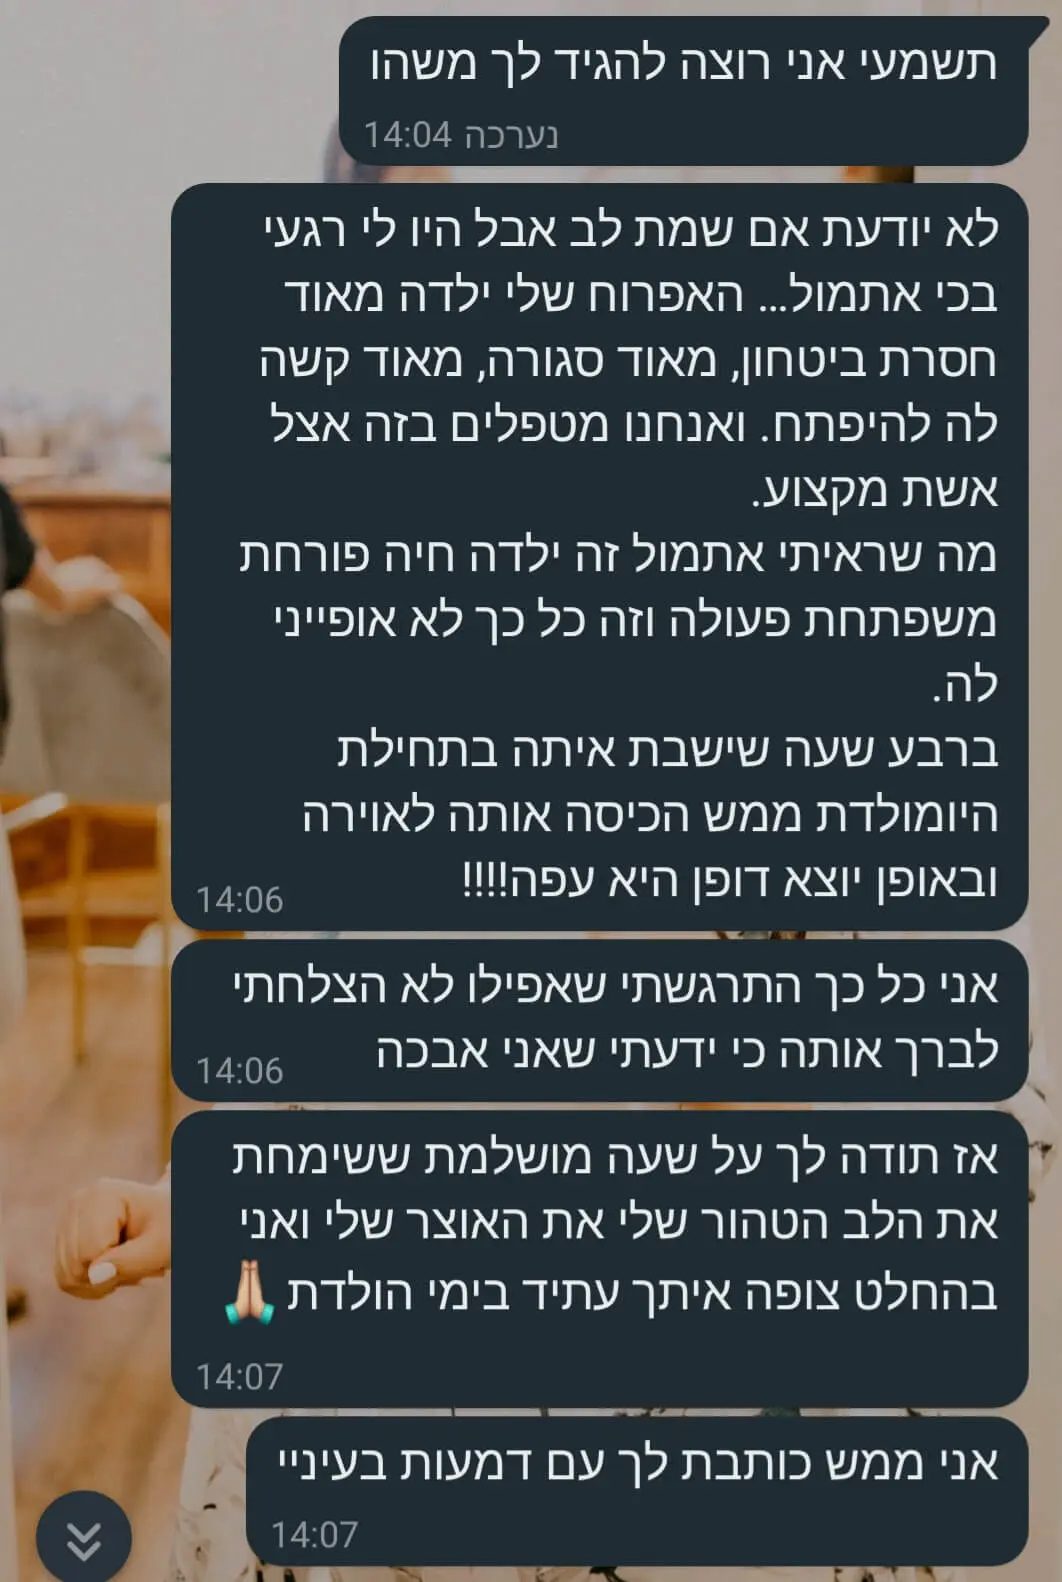 תשמעי אני רוצה להגיד לך משהו
נערכה 14:04
לא יודעת אם שמת לב אבל היו לי רגעי
בכי אתמול... האפרוח שלי ילדה מאוד
חסרת ביטחון, מאוד סגורה, מאוד קשה
לה להיפתח. ואנחנו מטפלים בזה אצל
אשת מקצוע.
מה שראיתי אתמול זה ילדה חיה פורחת
משפתחת פעולה וזה כל כך לא אופייני
לה.
ברבע שעה שישבת איתה בתחילת
היומולדת ממש הכיסה אותה לאוירה
ובאופן יוצא דופן היא עפה!!!!
14:06
אני כל כך התרגשתי שאפילו לא הצלחתי
לברך אותה כי ידעתי שאני אבכה
14:06
אז תודה לך על שעה מושלמת ששימחת
את הלב הטהור שלי את האוצר שלי ואני
בהחלט צופה איתך עתיד בימי הולדת 🙏🏼
14:07
אני ממש כותבת לך עם דמעות בעיניי
14:07